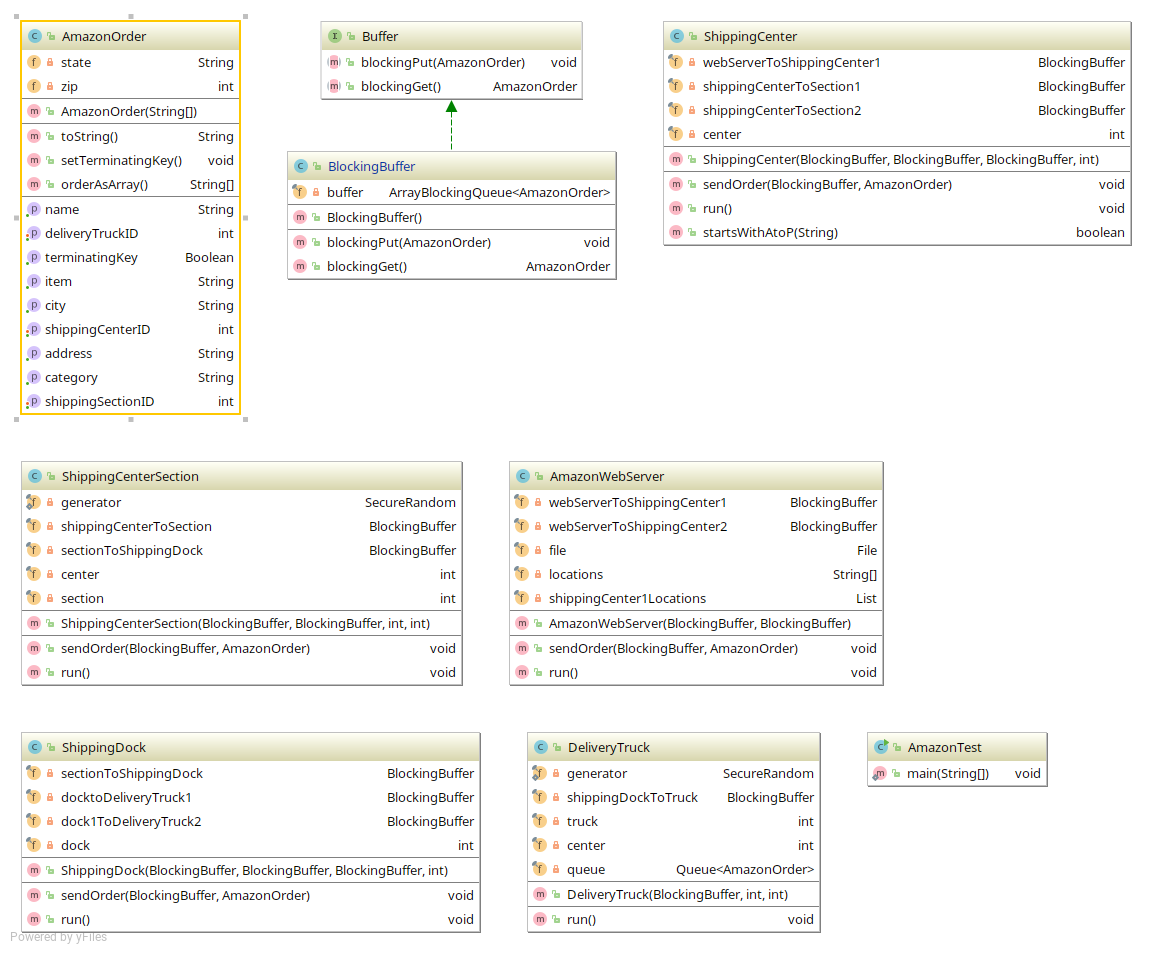 AmazonOrder
state String
zip int
AmazonOrder(String[])
toString() String
setTerminatingKey() void
orderAsArray() String[]
name String
deliveryTruckID int
terminatingKey Boolean
item String
city String
shippingCenterID int
address String
category String
shippingSectionID int
Buffer
blockingPut(AmazonOrder) void
blockingGet() AmazonOrder
BlockingBuffer
buffer ArrayBlockingQueue<AmazonOrder>
BlockingBuffer()
blockingPut(AmazonOrder) void
blockingGet() AmazonOrder
ShippingCenter
webServerToShippingCenter1 BlockingBuffer
shippingCenterToSection1 BlockingBuffer
shippingCenterToSection2 BlockingBuffer
center int
ShippingCenter(BlockingBuffer, BlockingBuffer, BlockingBuffer, int)
sendOrder(BlockingBuffer, AmazonOrder) void
run() void
startsWithAtoP(String) boolean
ShippingCenterSection
generator SecureRandom
shippingCenterToSection BlockingBuffer
sectionToShippingDock BlockingBuffer
center int
section int
ShippingCenterSection(BlockingBuffer, BlockingBuffer, int, int)
sendOrder(BlockingBuffer, AmazonOrder) void
run() void
AmazonWebServer
webServerToShippingCenter1 BlockingBuffer
webServerToShippingCenter2 BlockingBuffer
file File
locations String[]
shippingCenter1Locations List
AmazonWebServer(BlockingBuffer, BlockingBuffer)
sendOrder(BlockingBuffer, AmazonOrder) void
run() void
ShippingDock
sectionToShippingDock BlockingBuffer
docktoDeliveryTruck1 BlockingBuffer
dock1ToDeliveryTruck2 BlockingBuffer
dock int
ShippingDock(BlockingBuffer, BlockingBuffer, BlockingBuffer, int)
sendOrder(BlockingBuffer, AmazonOrder) void
run() void
DeliveryTruck
generator SecureRandom
shippingDockToTruck BlockingBuffer
truck int
center int
queue Queue<AmazonOrder>
DeliveryTruck(BlockingBuffer, int, int)
run() void
AmazonTest
main(String[]) void
Powered by yFiles